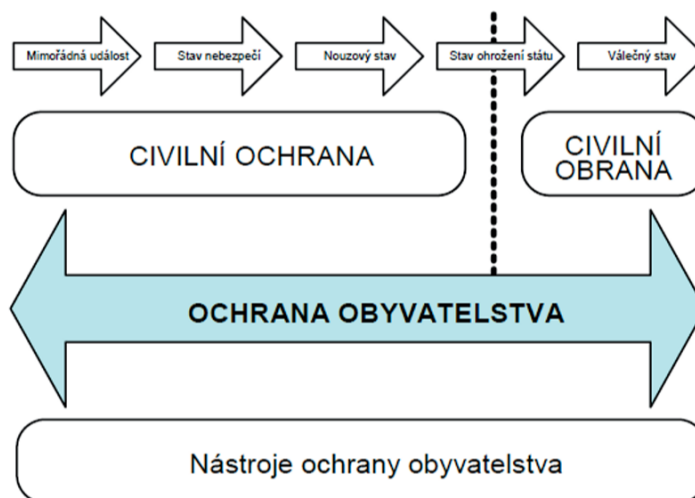 Mimořádná událost
Stav nebezpečí
Nouzový stav
Stav ohrožení státu
Válečný stav
CIVILNÍ OCHRANA
CIVILNÍ
OBRANA
OCHRANA OBYVATELSTVA
Nástroje ochrany obyvatelstva